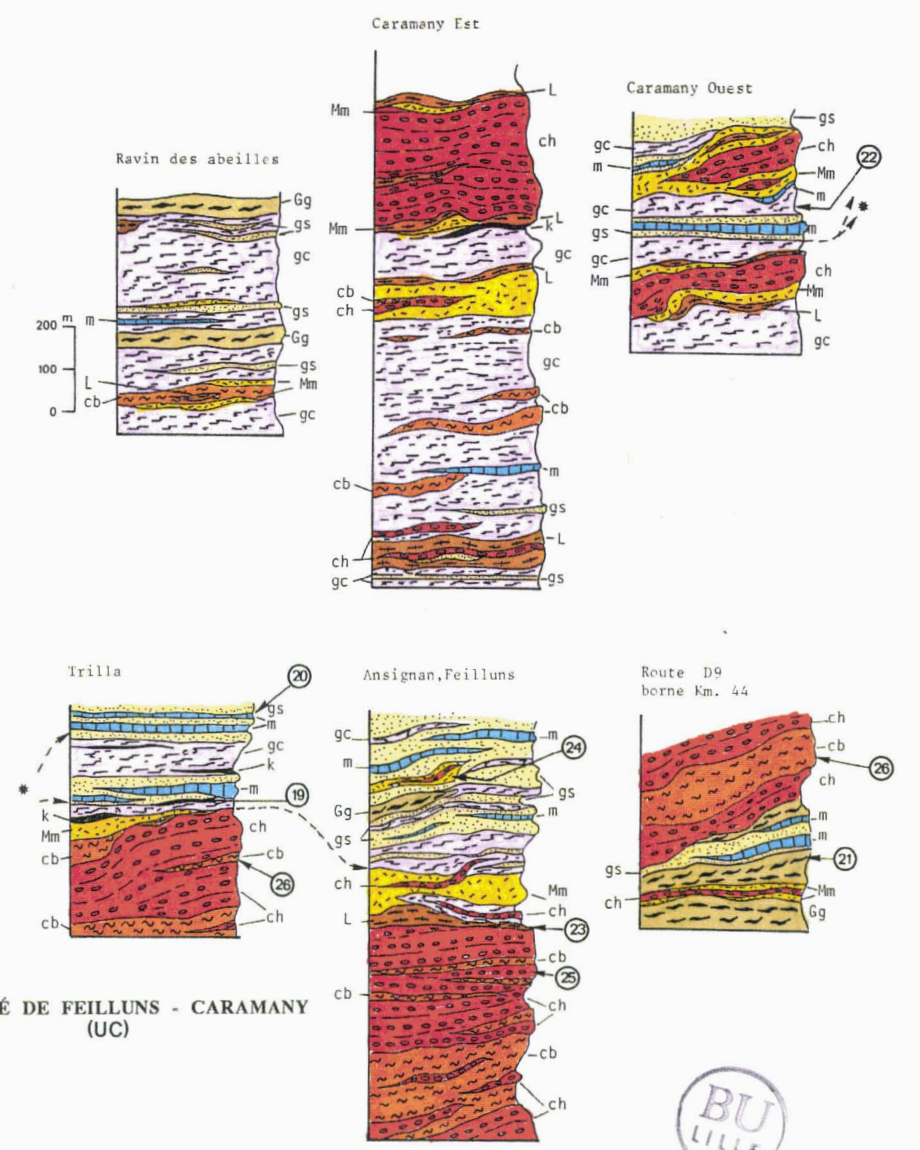 Caramany Est
Caramany Ouest
Ravin des abeilles
Gg
gs
gc
gs
m
Gg
gs
L
Mm
cb
gc
200 m
100
0
L
Mm
ch
L
Mm
k
gc
L
cb
ch
cb
gc
cb
m
cb
gs
L
ch
gc
gs
gs
gc
ch
m
22
Mm
m
gc
*
gs
m
gc
Mm
ch
Mm
L
gc
Trilla
20
gs
m
gc
k
*
m
19
k
Mm
ch
cb
cb
26
ch
cb
Ansignan,Feilluns
gc
m
m
24
gs
Gg
m
gs
ch
Mm
ch
L
23
cb
25
cb
ch
cb
ch
Route D9
borne Km. 44
ch
cb
26
ch
m
m
21
gs
ch
Mm
Gg
É DE FEILLUNS - CARAMANY
(UC)
BU
LILLE